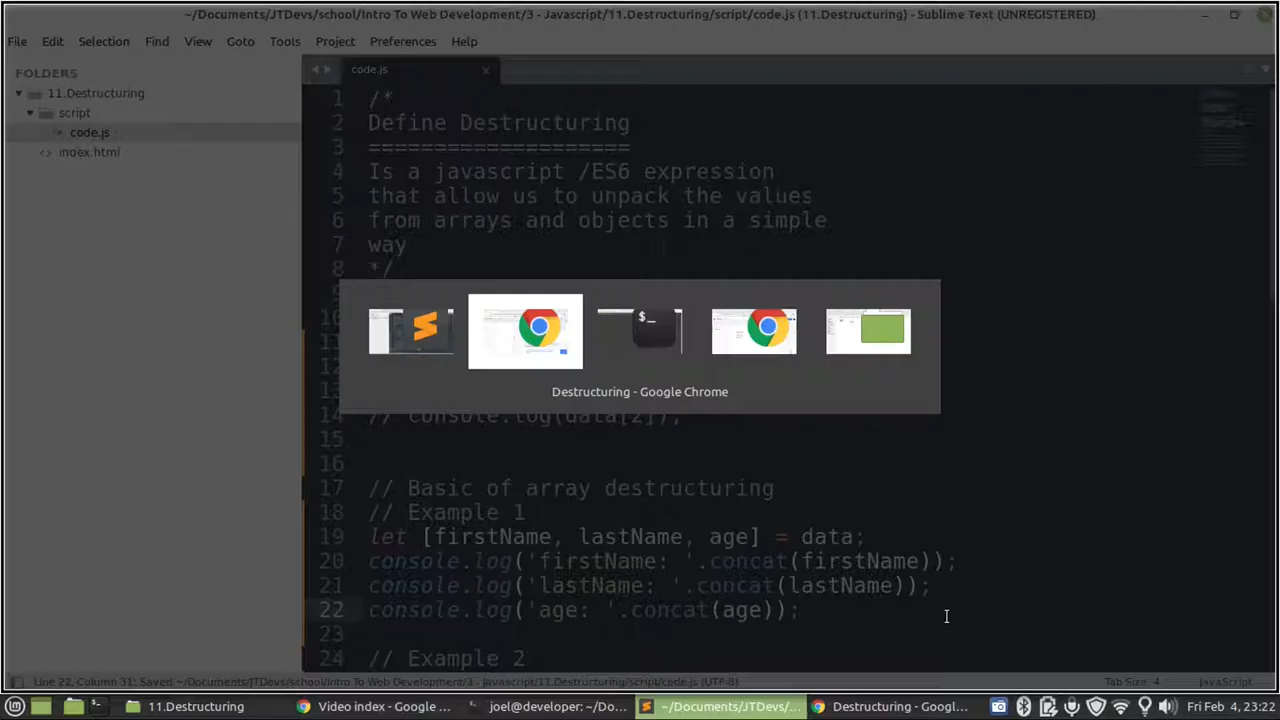 ~/Documents/JTDevs/school/Intro To Web Development/3 - Javascript/11.Destructuring/script/code.js (11.Destructuring) - Sublime Text (UNREGISTERED)
File Edit Selection Find View Goto Tools Project Preferences Help
FOLDERS
11.Destructuring
script
code.js
index.html
code.js
1 /*
2 Define Destructuring
3 ====================
4 Is a javascript /ES6 expression
5 that allow us to unpack the values
6 from arrays and objects in a simple
7 way
8 */
10
11
Destructuring - Google Chrome
14 // console.log(data[2]);
15
16
17 // Basic of array destructuring
18 // Example 1
19 let [firstName, lastName, age] = data;
20 console.log('firstName: '.concat(firstName));
21 console.log('lastName: '.concat(lastName));
22 console.log('age: '.concat(age));
23
24 // Example 2
Line 22, Column 31; Saved ~/Documents/JTDevs/school/Intro To Web Development/3 - Javascript/11.Destructuring/script/code.js (UTF-8)
Tab Size: 4
JavaScript
11.Destructuring
Video index - Google ...
joel@developer: ~/Do...
~/Documents/JTDevs/...
Destructuring - Googl...
Fri Feb 4, 23:22